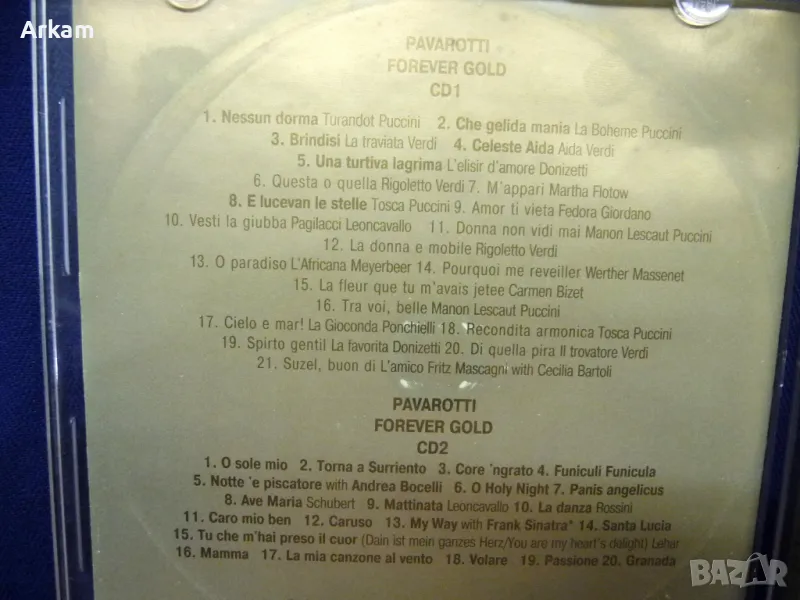 Arkam
PAVAROTTI
FOREVER GOLD
CD1
1. Nessun dorma Turandot Puccini 2. Che gelida mania La Boheme Puccini
3. Brindisi La traviata Verdi 4. Celeste Aida Aida Verdi
5. Una turtiva lagrima L'elisir d'amore Donizetti
6. Questa o quella Rigoletto Verdi 7. M'appari Martha Flotow
8. E lucevan le stelle Tosca Puccini 9. Amor ti vieta Fedora Giordano
10. Vesti la giubba Pagilacci Leoncavallo 11. Donna non vidi mai Manon Lescaut Puccini
12. La donna e mobile Rigoletto Verdi
13. O paradiso L'Africana Meyerbeer 14. Pourquoi me reveiller Werther Massenet
15. La fleur que tu m'avais jetee Carmen Bizet
16. Tra voi, belle Manon Lescaut Puccini
17. Cielo e mar! La Gioconda Ponchielli 18. Recondita armonica Tosca Puccini
19. Spirto gentil La favorita Donizetti 20. Di quella pira Il trovatore Verdi
21. Suzel, buon di L'amico Fritz Mascagni with Cecilia Bartoli
PAVAROTTI
FOREVER GOLD
CD2
1. O sole mio 2. Torna a Surriento 3. Core 'ngrato 4. Funiculi Funicula
5. Notte 'e piscatore with Andrea Bocelli 6. O Holy Night 7. Panis angelicus
8. Ave Maria Schubert 9. Mattinata Leoncavallo 10. La danza Rossini
11. Caro mio ben 12. Caruso 13. My Way with Frank Sinatra* 14. Santa Lucia
15. Tu che m'hai preso il cuor (Dain ist mein ganzes Herz/You are my heart's delight) Lehar
16. Mamma 17. La mia canzone al vento 18. Volare 19. Passione 20. Granada
BAZAR